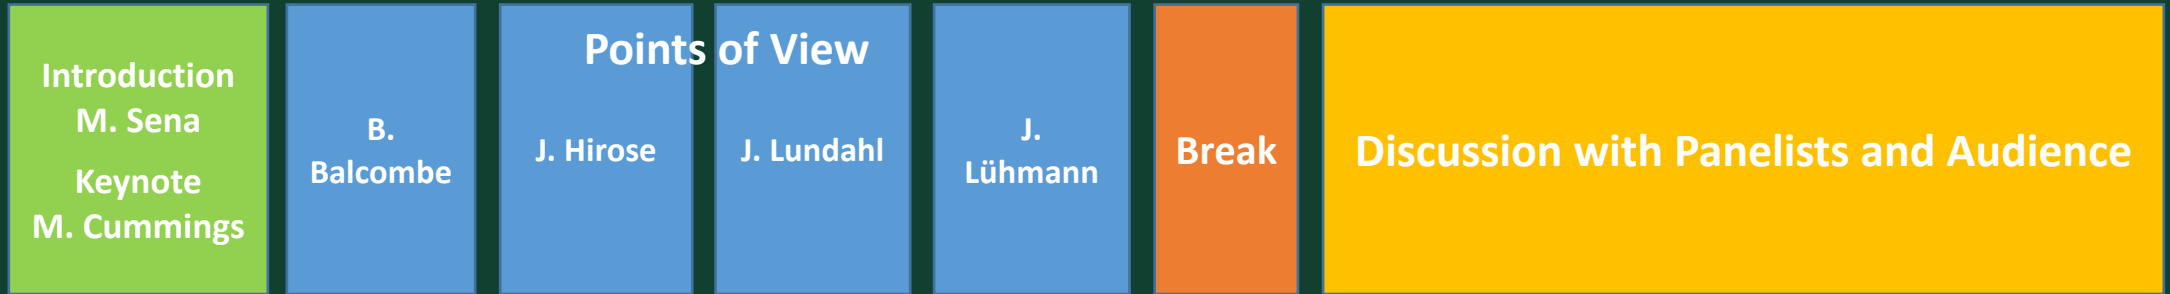 Introduction
M. Sena
Keynote
M. Cummings
Points of View
B.
Balcombe
J. Hirose
J. Lundahl
J.
Lühmann
Break
Discussion with Panelists and Audience